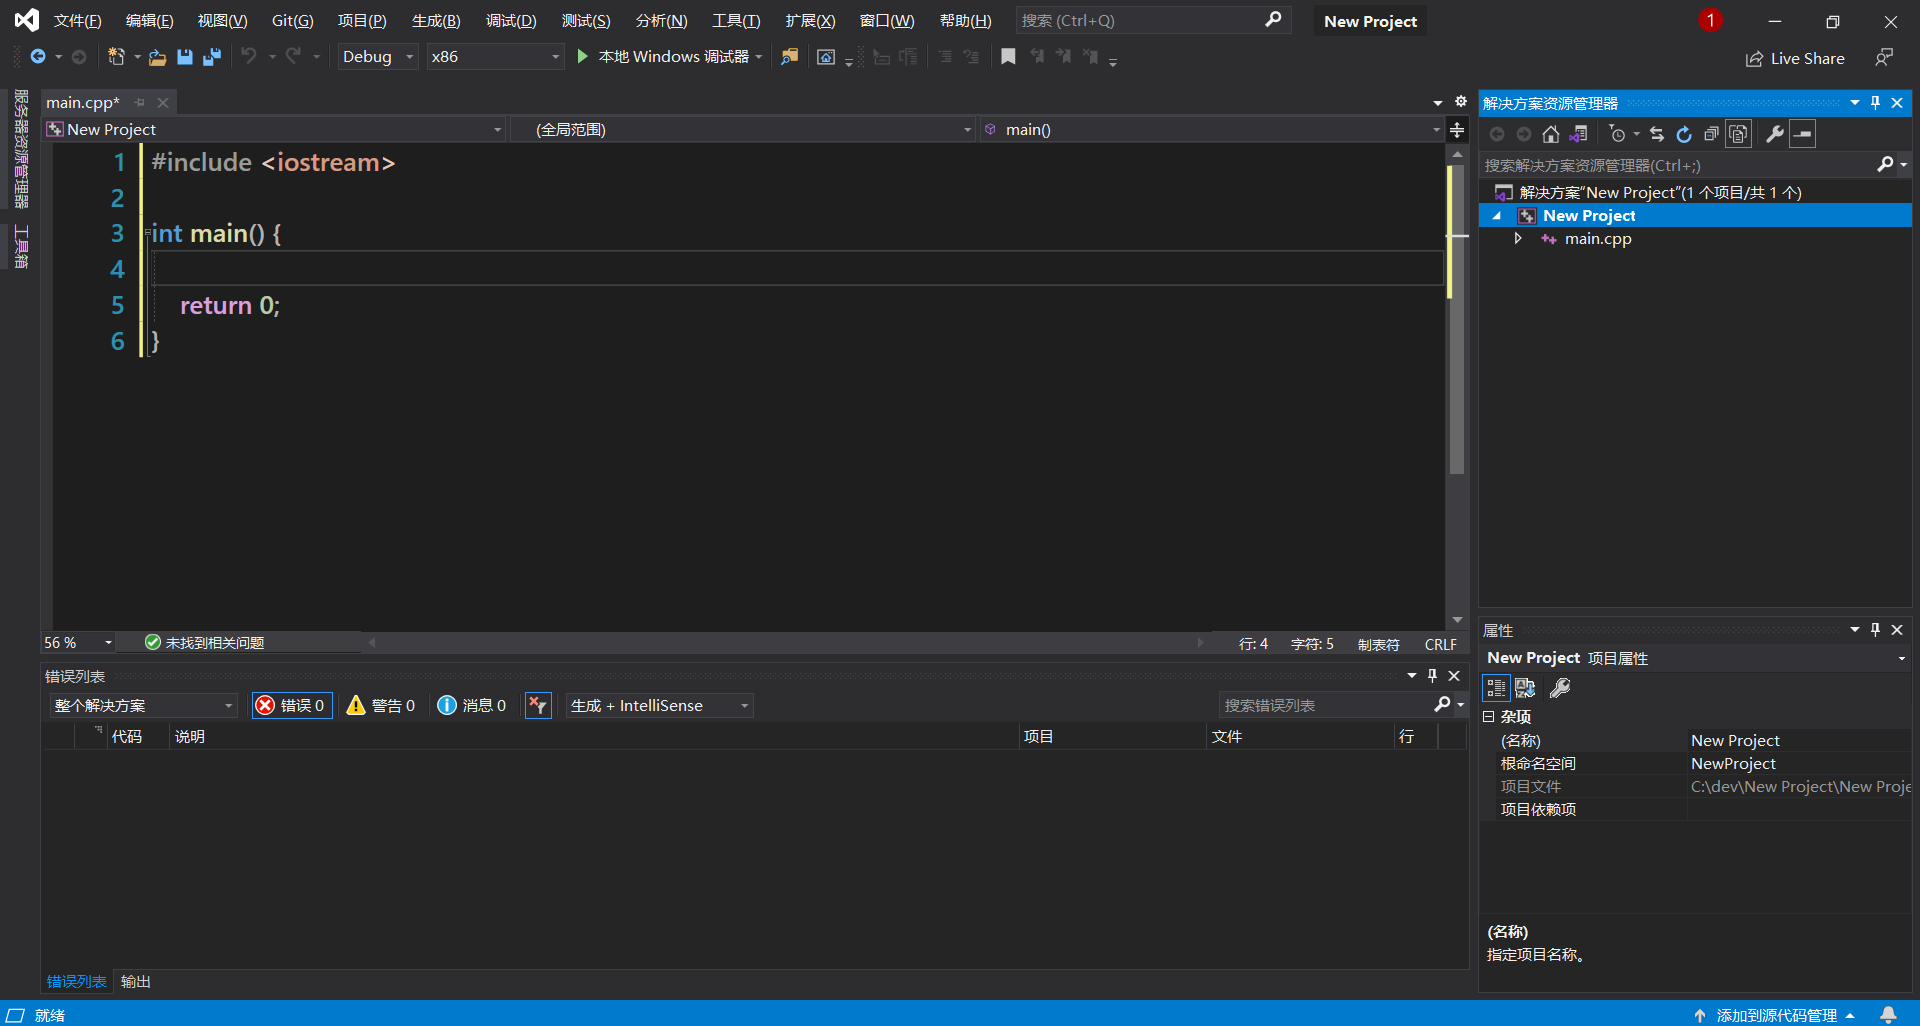 文件(F) 编辑(E) 视图(V) Git(G) 项目(P) 生成(B) 调试(D) 测试(S) 分析(N) 工具(T) 扩展(X) 窗口(W) 帮助(H) 搜索 (Ctrl+Q) New Project 1
Debug x86 本地 Windows 调试器 Live Share
服务器资源管理器
工具箱
main.cpp*
New Project (全局范围) main()
1 #include <iostream>
2
3 int main() {
4
5 return 0;
6 }
56 % 未找到相关问题 行: 4 字符: 5 制表符 CRLF
错误列表
整个解决方案 错误 0 警告 0 消息 0 生成 + IntelliSense 搜索错误列表
代码 说明 项目 文件 行
错误列表 输出
解决方案资源管理器
搜索解决方案资源管理器(Ctrl+;)
解决方案"New Project"(1 个项目/共 1 个)
New Project
main.cpp
属性
New Project 项目属性
杂项
(名称) New Project
根命名空间 NewProject
项目文件 C:\dev\New Project\New Proje
项目依赖项
(名称)
指定项目名称。
就绪 添加到源代码管理